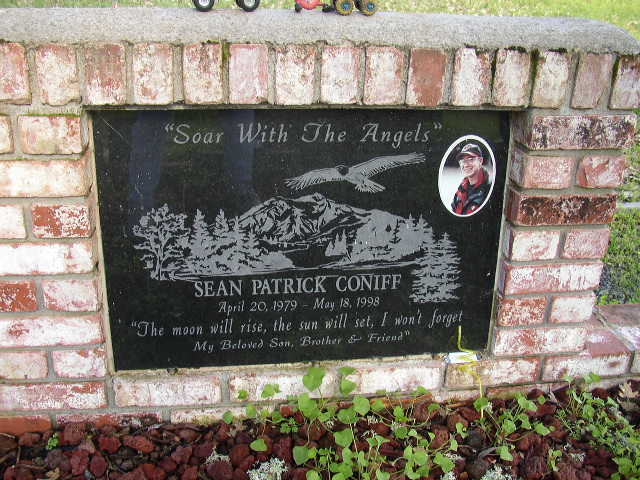 "Soar With The Angels"
SEAN PATRICK CONIFF
April 20, 1979 - May 18, 1998
"The moon will rise, the sun will set, I won't forget
My Beloved Son, Brother & Friend"